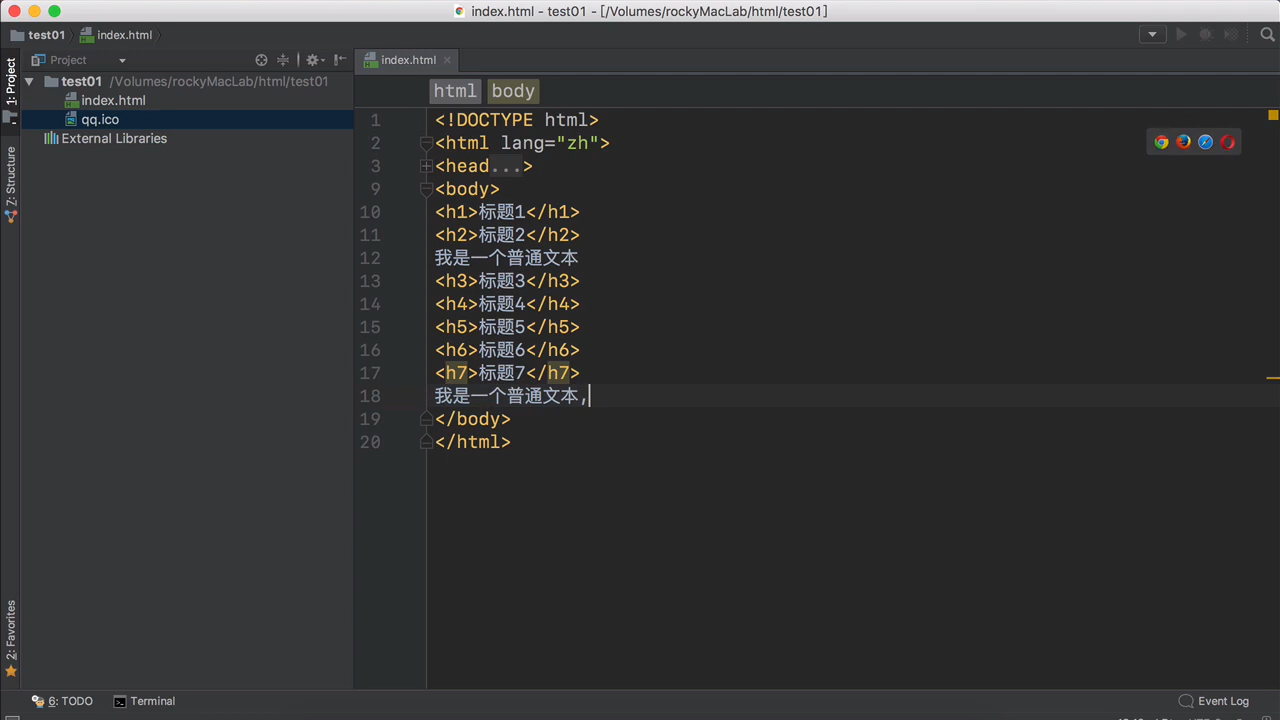 index.html - test01 - [/Volumes/rockyMacLab/html/test01]
test01 index.html
Project
index.html
1: Project
test01 /Volumes/rockyMacLab/html/test01
index.html
qq.ico
External Libraries
Z: Structure
2: Favorites
html body
1 <!DOCTYPE html>
2 <html lang="zh">
3 <head...>
9 <body>
10 <h1>标题1</h1>
11 <h2>标题2</h2>
12 我是一个普通文本
13 <h3>标题3</h3>
14 <h4>标题4</h4>
15 <h5>标题5</h5>
16 <h6>标题6</h6>
17 <h7>标题7</h7>
18 我是一个普通文本,
19 </body>
20 </html>
6: TODO Terminal Event Log